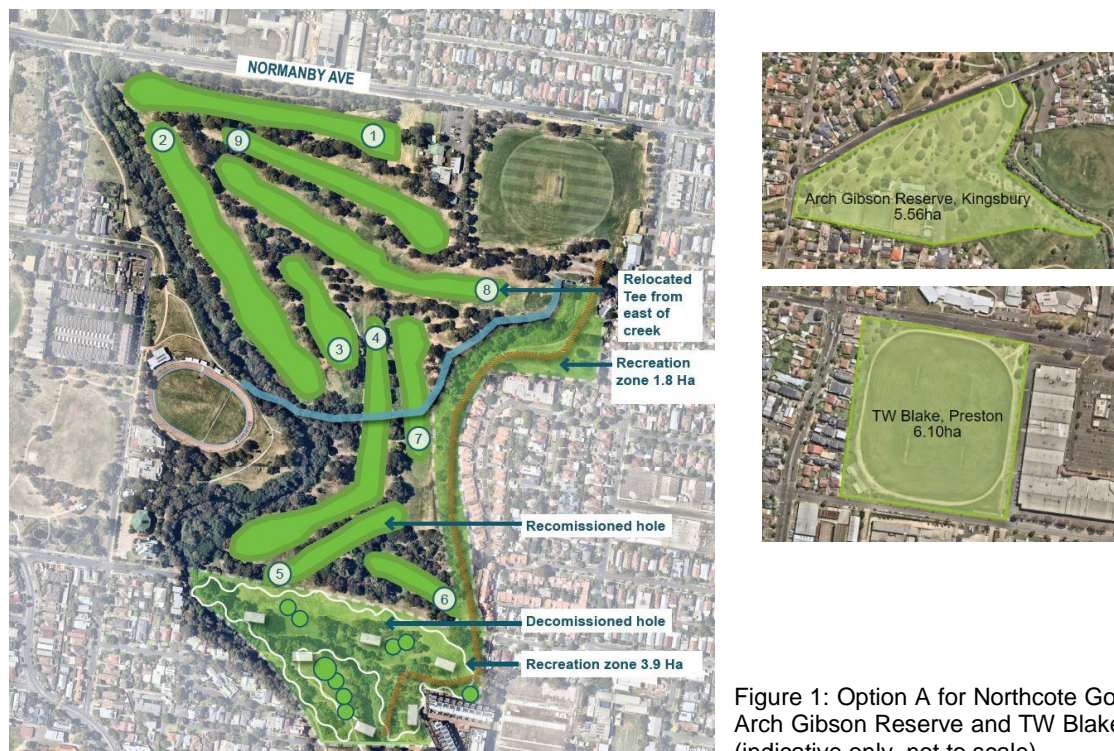 NORMANBY AVE
1
2
9
8
3
4
7
5
6
Relocated
Tee from
east of
creek
Recreation
zone 1.8 Ha
Recomissioned hole
Decomissioned hole
Recreation zone 3.9 Ha
Arch Gibson Reserve, Kingsbury
5.56ha
TW Blake, Preston
6.10ha
Figure 1: Option A for Northcote Go
Arch Gibson Reserve and TW Blake
(indicative only, not to scale)